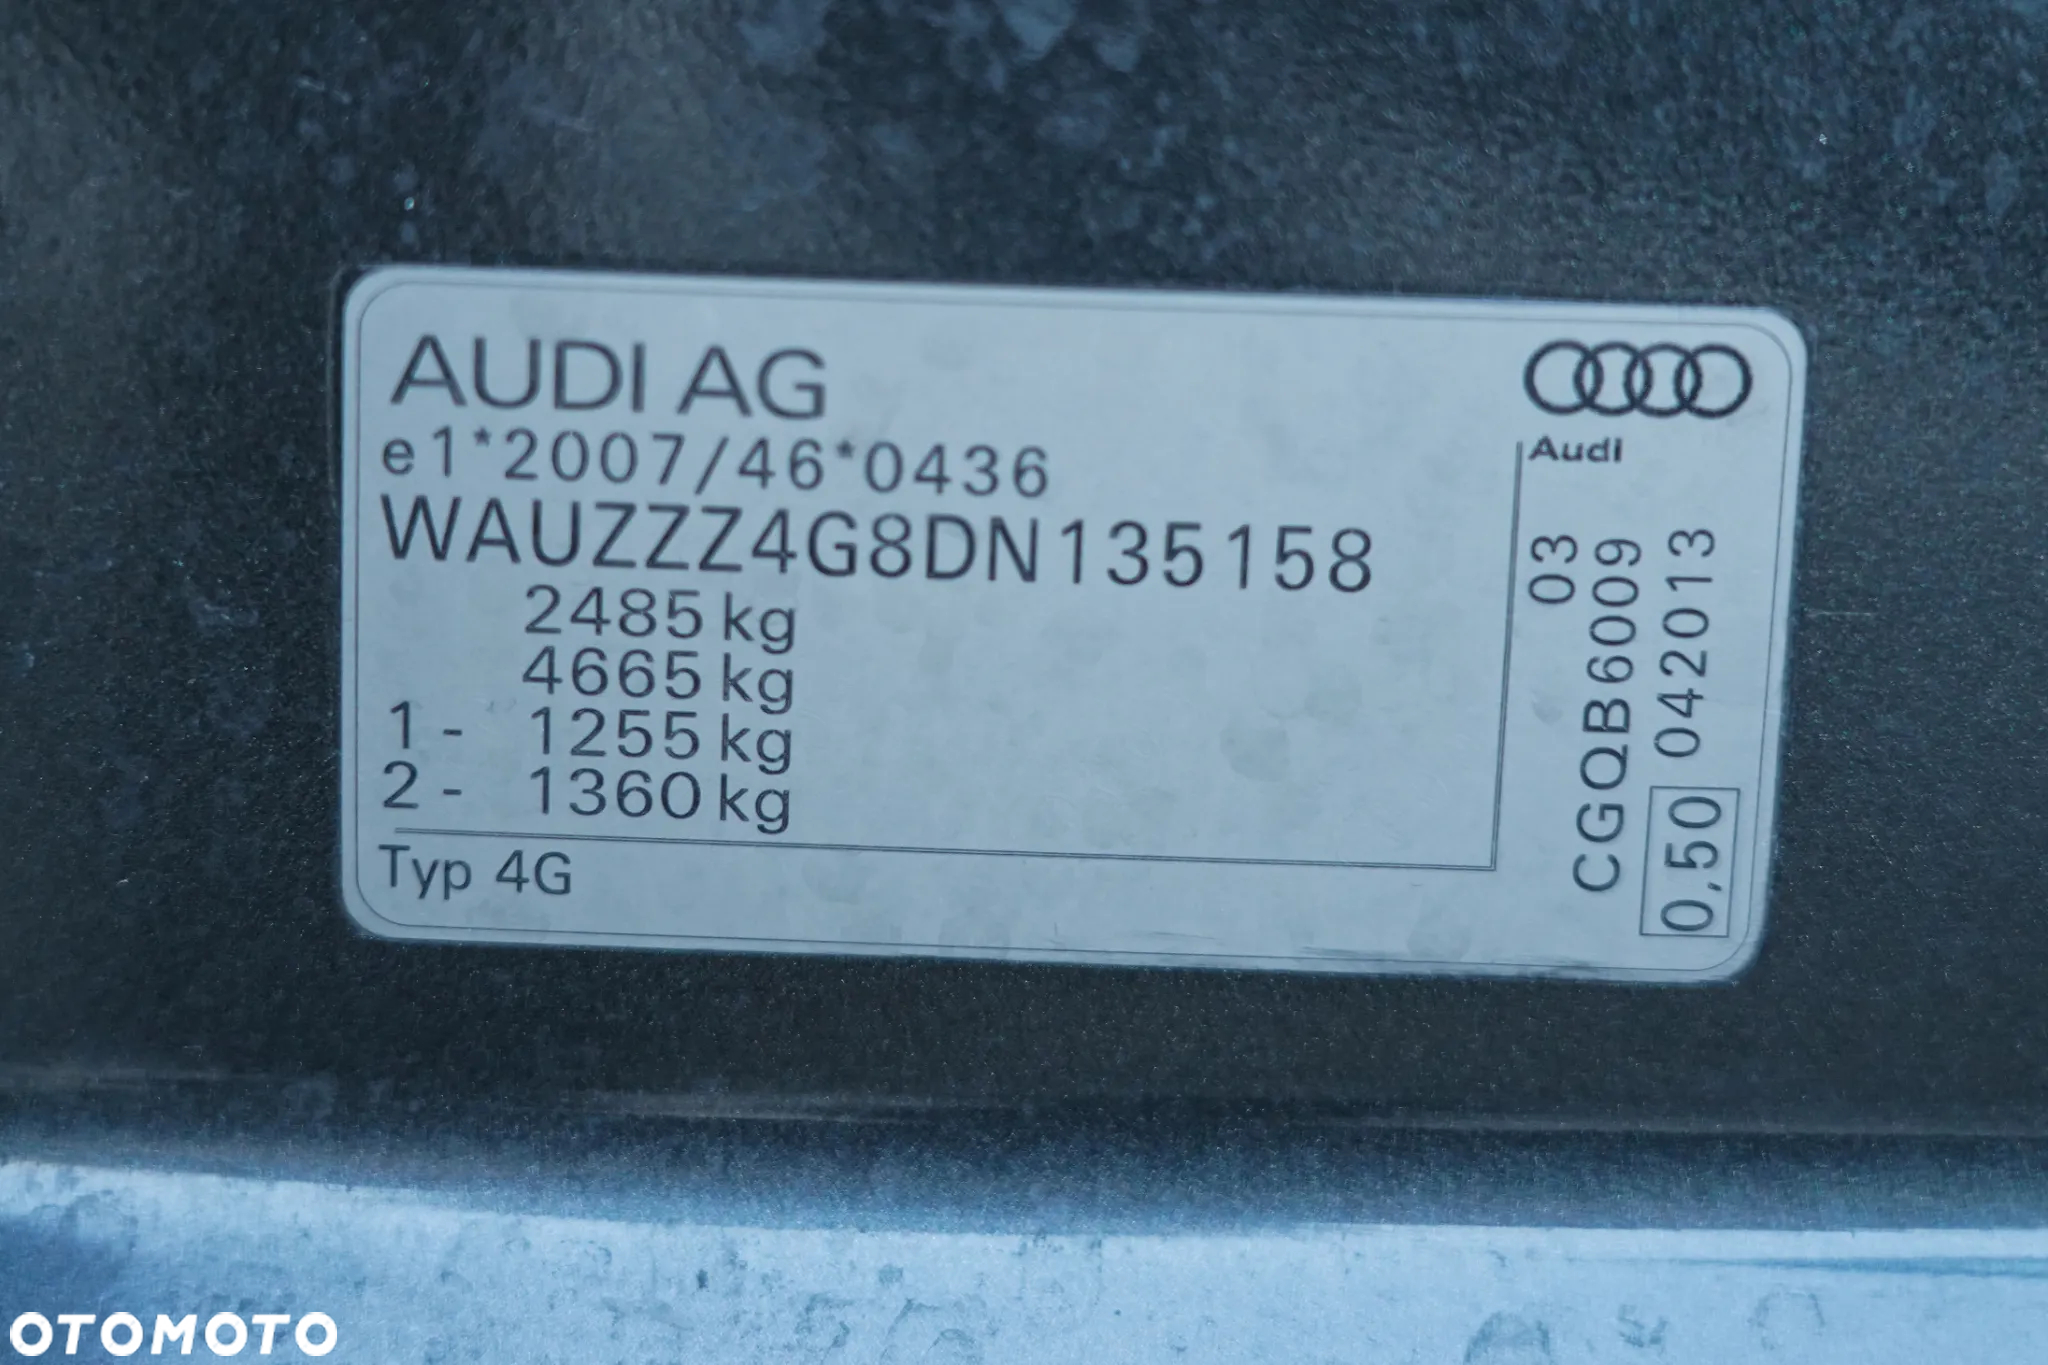 AUDI AG
e1*2007/46*0436
WAUZZZ4G8DN135158
2485 kg
4665 kg
1 - 1255 kg
2 - 1360 kg
Typ 4G
Audi
03
CGQB6009
042013
0,50
OTOMOTO